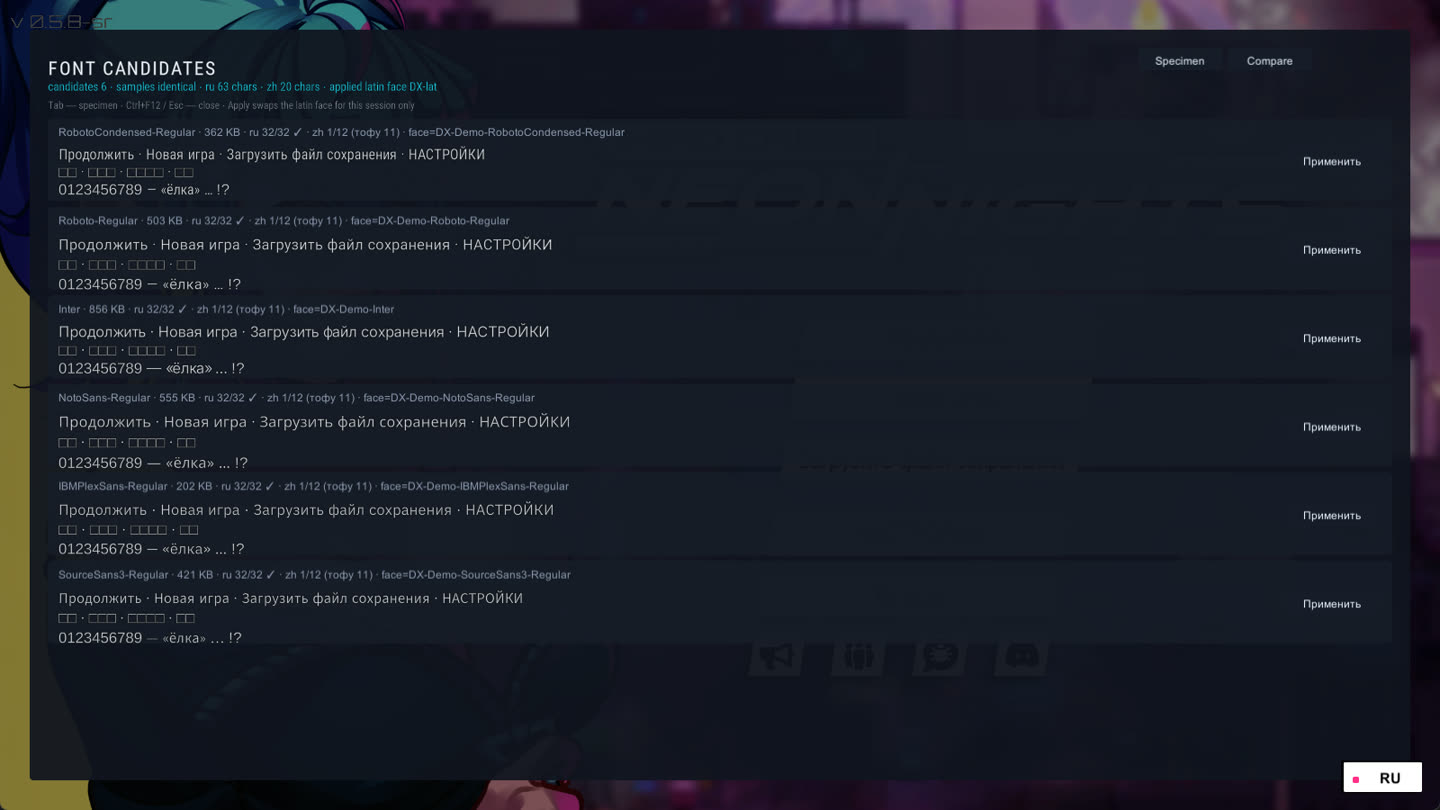 v 0.5.8-sr
FONT CANDIDATES
Specimen
Compare
candidates 6 · samples identical · ru 63 chars · zh 20 chars · applied latin face DX-lat
Tab — specimen · Ctrl+F12 / Esc — close · Apply swaps the latin face for this session only
RobotoCondensed-Regular · 362 KB · ru 32/32 ✓ · zh 1/12 (тофу 11) · face=DX-Demo-RobotoCondensed-Regular
Продолжить · Новая игра · Загрузить файл сохранения · НАСТРОЙКИ
□□ · □□□ · □□□□ · □□
0123456789 — «ёлка» … !?
Применить
Roboto-Regular · 503 KB · ru 32/32 ✓ · zh 1/12 (тофу 11) · face=DX-Demo-Roboto-Regular
Продолжить · Новая игра · Загрузить файл сохранения · НАСТРОЙКИ
□□ · □□□ · □□□□ · □□
0123456789 — «ёлка» … !?
Применить
Inter · 856 KB · ru 32/32 ✓ · zh 1/12 (тофу 11) · face=DX-Demo-Inter
Продолжить · Новая игра · Загрузить файл сохранения · НАСТРОЙКИ
□□ · □□□ · □□□□ · □□
0123456789 — «ёлка» … !?
Применить
NotoSans-Regular · 555 KB · ru 32/32 ✓ · zh 1/12 (тофу 11) · face=DX-Demo-NotoSans-Regular
Продолжить · Новая игра · Загрузить файл сохранения · НАСТРОЙКИ
□□ · □□□ · □□□□ · □□
0123456789 — «ёлка» … !?
Применить
IBMPlexSans-Regular · 202 KB · ru 32/32 ✓ · zh 1/12 (тофу 11) · face=DX-Demo-IBMPlexSans-Regular
Продолжить · Новая игра · Загрузить файл сохранения · НАСТРОЙКИ
□□ · □□□ · □□□□ · □□
0123456789 — «ёлка» … !?
Применить
SourceSans3-Regular · 421 KB · ru 32/32 ✓ · zh 1/12 (тофу 11) · face=DX-Demo-SourceSans3-Regular
Продолжить · Новая игра · Загрузить файл сохранения · НАСТРОЙКИ
□□ · □□□ · □□□□ · □□
0123456789 — «ёлка» … !?
Применить
RU